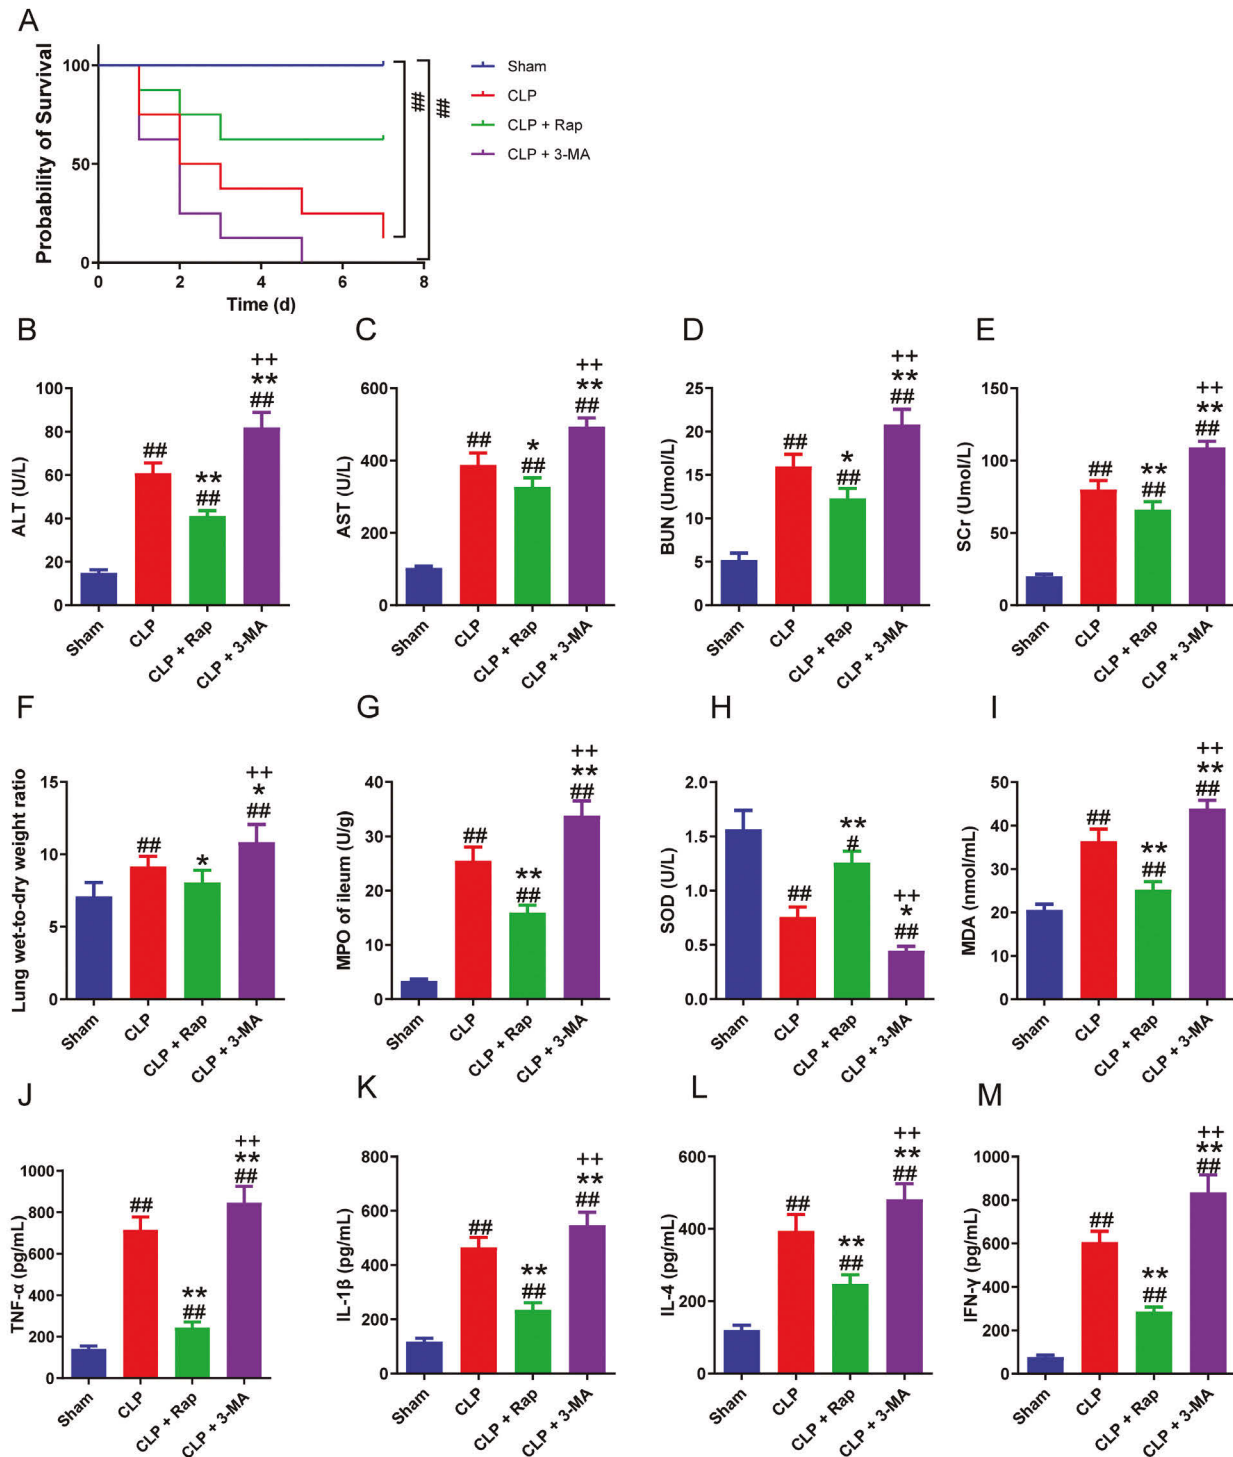 A
Probability of Survival
100
50
0
0 2 4 6 8
Time (d)
##
##
Sham
CLP
CLP + Rap
CLP + 3-MA
B
ALT (U/L)
100
80
60
40
20
0
##
**
##
++
**
##
Sham
CLP
CLP + Rap
CLP + 3-MA
C
AST (U/L)
600
400
200
0
##
*
##
++
**
##
Sham
CLP
CLP + Rap
CLP + 3-MA
D
BUN (Umol/L)
25
20
15
10
5
0
##
*
##
++
**
##
Sham
CLP
CLP + Rap
CLP + 3-MA
E
SCr (Umol/L)
150
100
50
0
##
**
##
++
**
##
Sham
CLP
CLP + Rap
CLP + 3-MA
F
Lung wet-to-dry weight ratio
15
10
5
0
##
*
++
*
##
Sham
CLP
CLP + Rap
CLP + 3-MA
G
MPO of ileum (U/g)
40
30
20
10
0
##
**
##
++
**
##
Sham
CLP
CLP + Rap
CLP + 3-MA
H
SOD (U/L)
2.0
1.5
1.0
0.5
0.0
##
**
#
++
*
##
Sham
CLP
CLP + Rap
CLP + 3-MA
I
MDA (nmol/mL)
50
40
30
20
10
0
##
**
##
++
**
##
Sham
CLP
CLP + Rap
CLP + 3-MA
J
TNF-α (pg/mL)
1000
800
600
400
200
0
##
**
##
++
**
##
Sham
CLP
CLP + Rap
CLP + 3-MA
K
IL-1β (pg/mL)
800
600
400
200
0
##
**
##
++
**
##
Sham
CLP
CLP + Rap
CLP + 3-MA
L
IL-4 (pg/mL)
600
400
200
0
##
**
##
++
**
##
Sham
CLP
CLP + Rap
CLP + 3-MA
M
IFN-γ (pg/mL)
1000
800
600
400
200
0
##
**
##
++
**
##
Sham
CLP
CLP + Rap
CLP + 3-MA